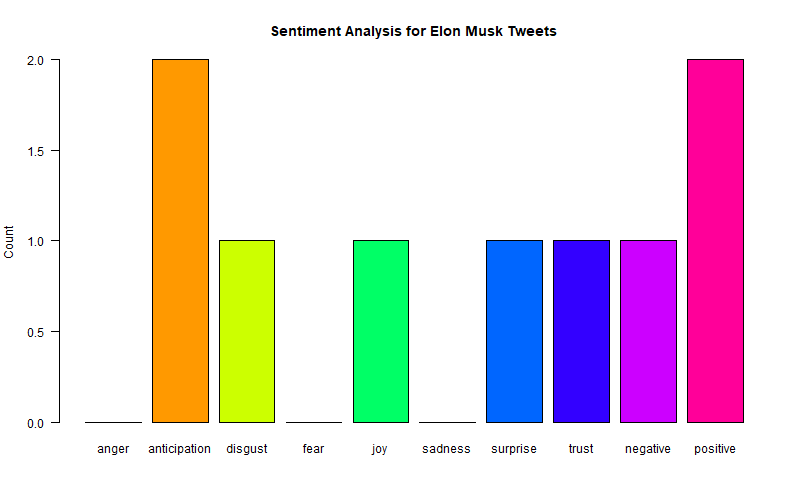 Sentiment Analysis for Elon Musk Tweets
Count
2.0
1.5
1.0
0.5
0.0
anger anticipation disgust fear joy sadness surprise trust negative positive